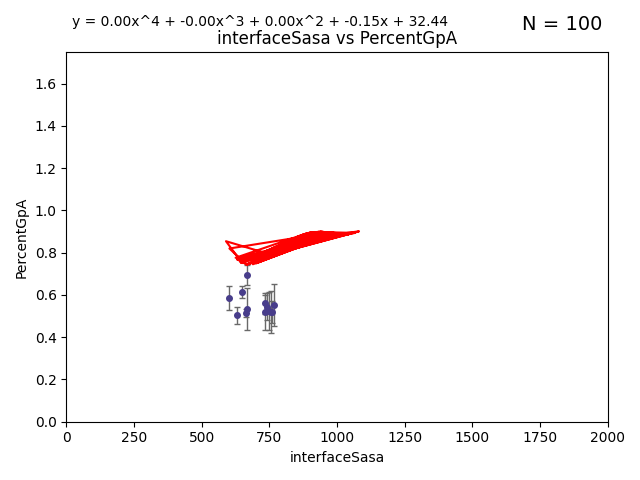 y = 0.00x^4 + -0.00x^3 + 0.00x^2 + -0.15x + 32.44
N = 100
interfaceSasa vs PercentGpA
PercentGpA
1.6
1.4
1.2
1.0
0.8
0.6
0.4
0.2
0.0
0 250 500 750 1000 1250 1500 1750 2000
interfaceSasa